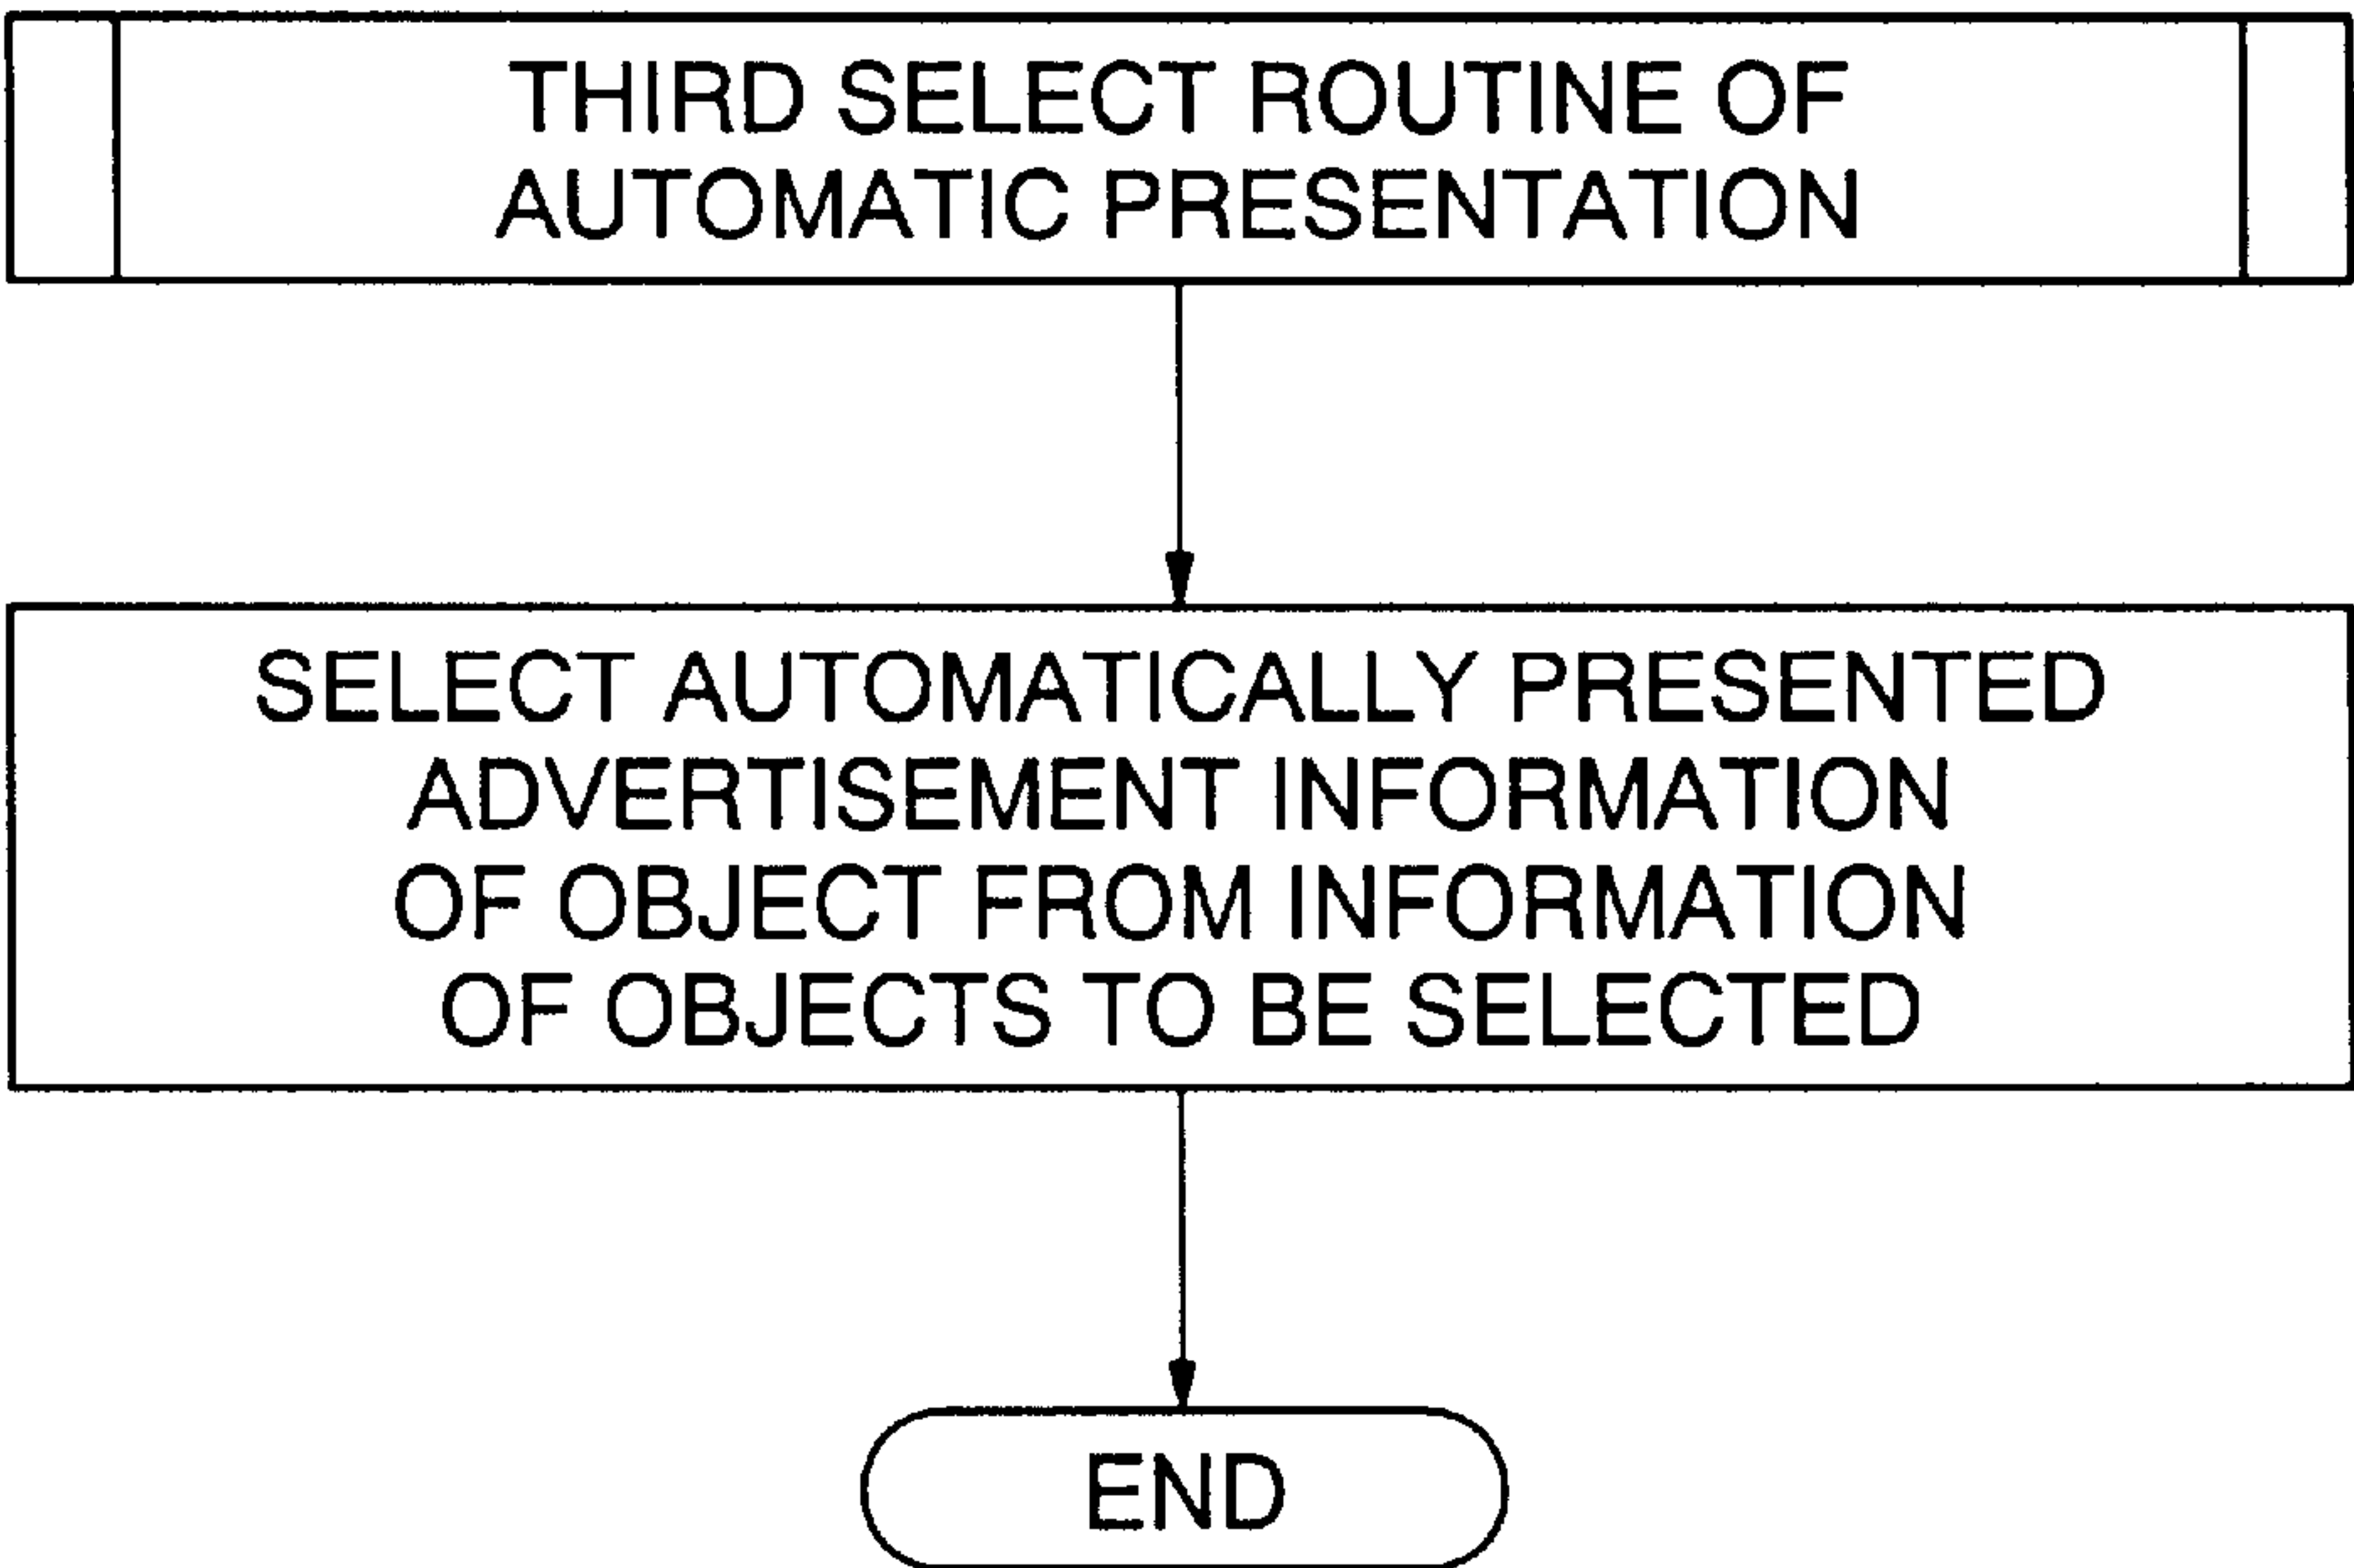 THIRD SELECT ROUTINE OF
AUTOMATIC PRESENTATION
SELECT AUTOMATICALLY PRESENTED
ADVERTISEMENT INFORMATION
OF OBJECT FROM INFORMATION
OF OBJECTS TO BE SELECTED
END